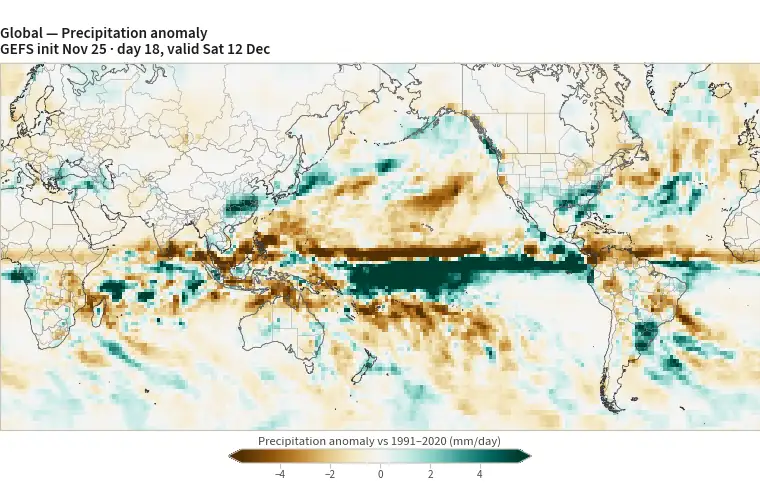 Global — Precipitation anomaly
GEFS init Nov 25 · day 18, valid Sat 12 Dec
Precipitation anomaly vs 1991–2020 (mm/day)
−4 −2 0 2 4